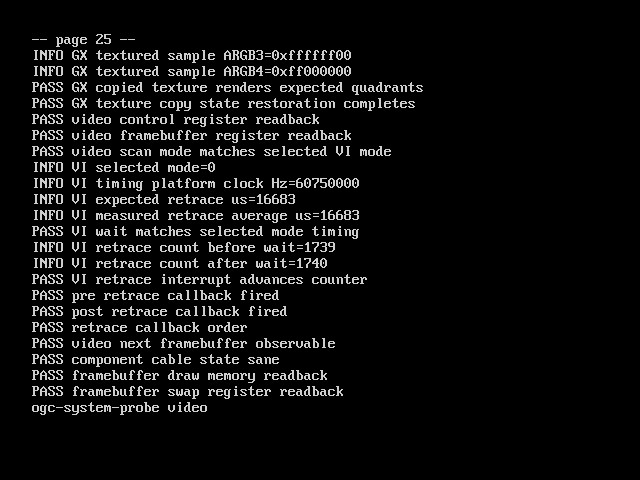 -- page 25 --
INFO GX textured sample ARGB3=0xffffff00
INFO GX textured sample ARGB4=0xff000000
PASS GX copied texture renders expected quadrants
PASS GX texture copy state restoration completes
PASS video control register readback
PASS video framebuffer register readback
PASS video scan mode matches selected VI mode
INFO VI selected mode=0
INFO VI timing platform clock Hz=60750000
INFO VI expected retrace us=16683
INFO VI measured retrace average us=16683
PASS VI wait matches selected mode timing
INFO VI retrace count before wait=1739
INFO VI retrace count after wait=1740
PASS VI retrace interrupt advances counter
PASS pre retrace callback fired
PASS post retrace callback fired
PASS retrace callback order
PASS video next framebuffer observable
PASS component cable state sane
PASS framebuffer draw memory readback
PASS framebuffer swap register readback
ogc-system-probe video